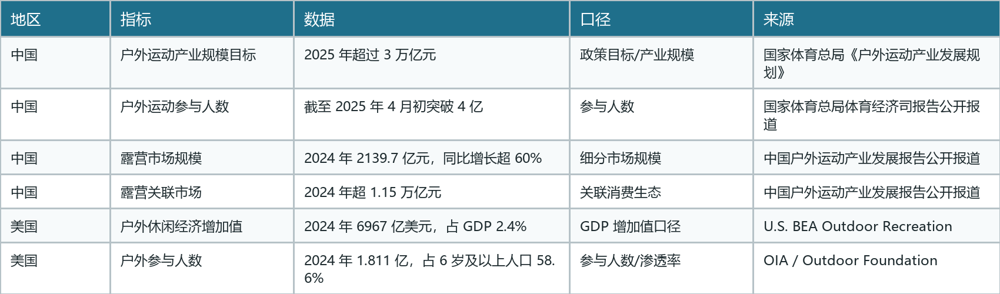 地区 指标 数据 口径 来源
中国 户外运动产业规模目标 2025 年超过 3 万亿元 政策目标/产业规模 国家体育总局《户外运动产业发展规
划》
中国 户外运动参与人数 截至 2025 年 4 月初突破 4 亿 参与人数 国家体育总局体育经济司报告公开报
道
中国 露营市场规模 2024 年 2139.7 亿元，同比增长超 60% 细分市场规模 中国户外运动产业发展报告公开报道
中国 露营关联市场 2024 年超 1.15 万亿元 关联消费生态 中国户外运动产业发展报告公开报道
美国 户外休闲经济增加值 2024 年 6967 亿美元，占 GDP 2.4% GDP 增加值口径 U.S. BEA Outdoor Recreation
美国 户外参与人数 2024 年 1.811 亿，占 6 岁及以上人口 58. 参与人数/渗透率 OIA / Outdoor Foundation
6%